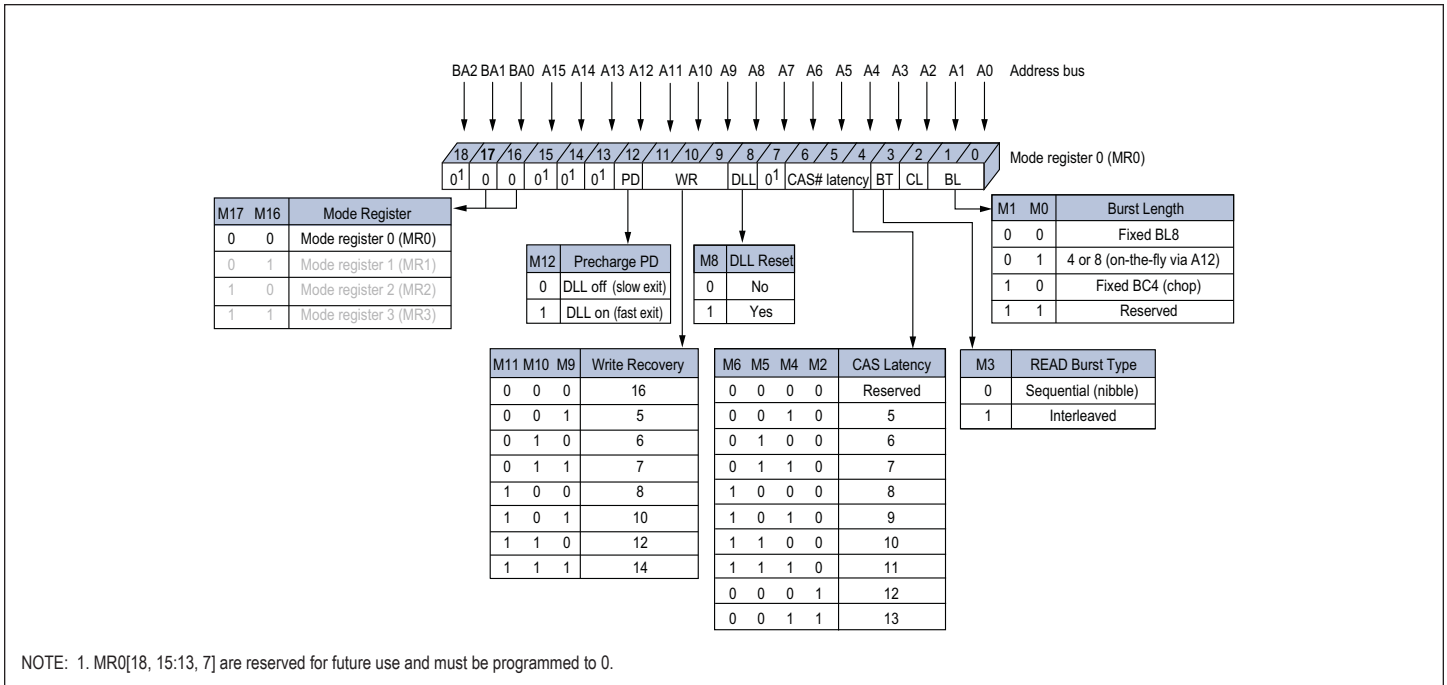 BA2 BA1 BA0 A15 A14 A13 A12 A11 A10 A9 A8 A7 A6 A5 A4 A3 A2 A1 A0 Address bus
18 17 16 15 14 13 12 11 10 9 8 7 6 5 4 3 2 1 0 Mode register 0 (MR0)
0¹ 0 0 0¹ 0¹ 0¹ PD WR DLL 0¹ CAS# latency BT CL BL
M17 M16 Mode Register
0 0 Mode register 0 (MR0)
0 1 Mode register 1 (MR1)
1 0 Mode register 2 (MR2)
1 1 Mode register 3 (MR3)
M12 Precharge PD
0 DLL off (slow exit)
1 DLL on (fast exit)
M8 DLL Reset
0 No
1 Yes
M1 M0 Burst Length
0 0 Fixed BL8
0 1 4 or 8 (on-the-fly via A12)
1 0 Fixed BC4 (chop)
1 1 Reserved
M11 M10 M9 Write Recovery
0 0 0 16
0 0 1 5
0 1 0 6
0 1 1 7
1 0 0 8
1 0 1 10
1 1 0 12
1 1 1 14
M6 M5 M4 M2 CAS Latency
0 0 0 0 Reserved
0 0 1 0 5
0 1 0 0 6
0 1 1 0 7
1 0 0 0 8
1 0 1 0 9
1 1 0 0 10
1 1 1 0 11
0 0 0 1 12
0 0 1 1 13
M3 READ Burst Type
0 Sequential (nibble)
1 Interleaved
NOTE: 1. MR0[18, 15:13, 7] are reserved for future use and must be programmed to 0.